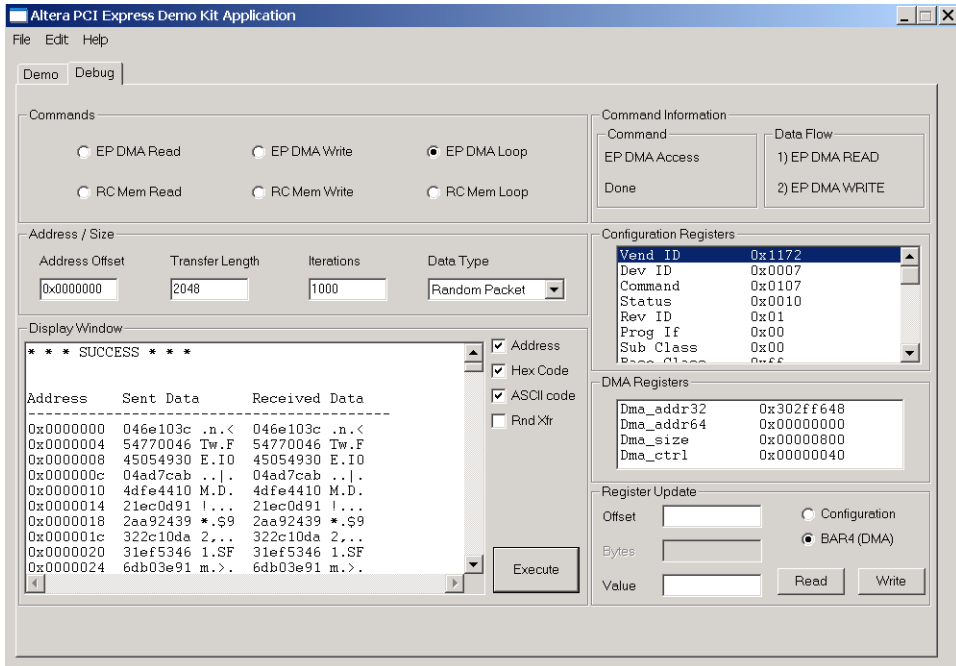 Altera PCI Express Demo Kit Application
File Edit Help
Demo Debug
Commands
EP DMA Read EP DMA Write EP DMA Loop
RC Mem Read RC Mem Write RC Mem Loop
Command Information
Command
EP DMA Access
Done
Data Flow
1) EP DMA READ
2) EP DMA WRITE
Address / Size
Address Offset Transfer Length Iterations Data Type
0x0000000 2048 1000 Random Packet
Configuration Registers
Vend ID 0x1172
Dev ID 0x0007
Command 0x0107
Status 0x0010
Rev ID 0x01
Prog If 0x00
Sub Class 0x00
Base Class 0xff
Display Window
* * * SUCCESS * * *
Address Sent Data Received Data
----------------------------------------
0x0000000 046e103c .n.< 046e103c .n.<
0x0000004 54770046 Tw.F 54770046 Tw.F
0x0000008 45054930 E.I0 45054930 E.I0
0x000000c 04ad7cab ..|. 04ad7cab ..|.
0x0000010 4dfe4410 M.D. 4dfe4410 M.D.
0x0000014 21ec0d91 !... 21ec0d91 !...
0x0000018 2aa92439 *.$9 2aa92439 *.$9
0x000001c 322c10da 2,.. 322c10da 2,..
0x0000020 31ef5346 1.SF 31ef5346 1.SF
0x0000024 6db03e91 m.>. 6db03e91 m.>.
Address
Hex Code
ASCII code
Rnd Xfr
Execute
DMA Registers
Dma_addr32 0x302ff648
Dma_addr64 0x00000000
Dma_size 0x00000800
Dma_ctrl 0x00000040
Register Update
Offset Configuration
Bytes BAR4 (DMA)
Value Read Write